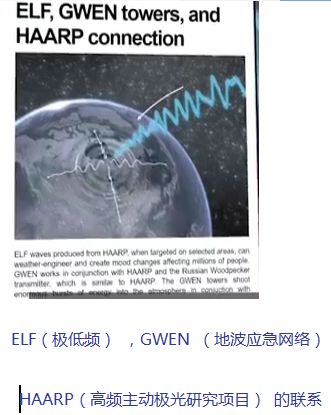 ELF, GWEN towers, and
HAARP connection
ELF waves produced from HAARP, when targeted on selected areas, can
weather-engineer and create mood changes affecting millions of people.
GWEN works in conjunction with HAARP and the Russian Woodpecker
transmitter, which is similar to HAARP. The GWEN towers shoot
enormous bursts of energy into the atmosphere in conjuction with
ELF（极低频） ，GWEN （地波应急网络）
HAARP（高频主动极光研究项目） 的联系